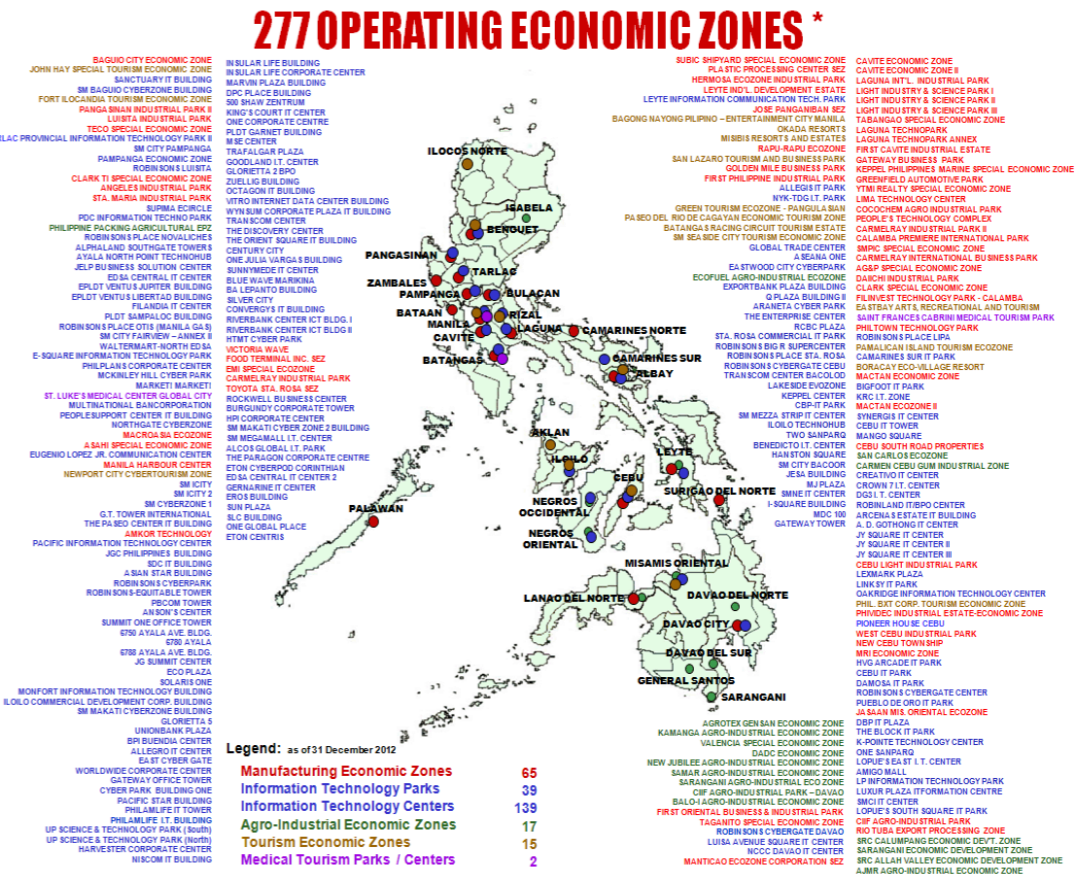 277 OPERATING ECONOMIC ZONES *
BAGUIO CITY ECONOMIC ZONE
JOHN HAY SPECIAL TOURISM ECONOMIC ZONE
SANCTUARY IT BUILDING
SM BAGUIO CYBERZONE BUILDING
FORT ILOCANDIA TOURISM ECONOMIC ZONE
PANGASINAN INDUSTRIAL PARK II
LUISITA INDUSTRIAL PARK
TECO SPECIAL ECONOMIC ZONE
RLAC PROVINCIAL INFORMATION TECHNOLOGY PARK II
SM CITY PAMPANGA
PAMPANGA ECONOMIC ZONE
ROBINSONS LUISITA
CLARK TI SPECIAL ECONOMIC ZONE
ANGELES INDUSTRIAL PARK
STA. MARIA INDUSTRIAL PARK
SUPIMA ECIRCLE
PDC INFORMATION TECHNO PARK
PHILIPPINE PACKING AGRICULTURAL EPZ
ROBINSONS PLACE NOVALICHES
ALPHALAND SOUTHGATE TOWERS
AYALA NORTH POINT TECHNOHUB
JELP BUSINESS SOLUTION CENTER
EDSA CENTRAL IT CENTER
EPLDT VENTUS JUPITER BUILDING
EPLDT VENTUS LIBERTAD BUILDING
FILANDIA IT CENTER
PLDT SAMPALOC BUILDING
ROBINSONS PLACE OTIS (MANILA GAS)
SM CITY FAIRVIEW – ANNEX II
WALTERMART-NORTH EDSA
E-SQUARE INFORMATION TECHNOLOGY PARK
PHILPLANS CORPORATE CENTER
MCKINLEY HILL CYBER PARK
MARKET! MARKET!
ST. LUKE'S MEDICAL CENTER GLOBAL CITY
MULTINATIONAL BANCORPORATION
PEOPLESUPPORT CENTER IT BUILDING
NORTHGATE CYBERZONE
MACROASIA ECOZONE
ASAHI SPECIAL ECONOMIC ZONE
EUGENIO LOPEZ JR. COMMUNICATION CENTER
MANILA HARBOUR CENTER
NEWPORT CITY CYBERTOURISM ZONE
SM ICITY
SM ICITY 2
SM CYBERZONE 1
G.T. TOWER INTERNATIONAL
THE PASEO CENTER IT BUILDING
AMKOR TECHNOLOGY
PACIFIC INFORMATION TECHNOLOGY CENTER
JGC PHILIPPINES BUILDING
SDC IT BUILDING
ASIAN STAR BUILDING
ROBINSONS CYBERPARK
ROBINSONS-EQUITABLE TOWER
PBCOM TOWER
ANSON'S CENTER
SUMMIT ONE OFFICE TOWER
6750 AYALA AVE. BLDG.
6780 AYALA
6788 AYALA AVE. BLDG.
JG SUMMIT CENTER
ECO PLAZA
SOLARIS ONE
MONFORT INFORMATION TECHNOLOGY BUILDING
ILOILO COMMERCIAL DEVELOPMENT CORP. BUILDING
SM MAKATI CYBERZONE BUILDING
GLORIETTA 5
UNIONBANK PLAZA
BPI BUENDIA CENTER
ALLEGRO IT CENTER
EAST CYBER GATE
WORLDWIDE CORPORATE CENTER
GATEWAY OFFICE TOWER
CYBER PARK BUILDING ONE
PACIFIC STAR BUILDING
PHILAMLIFE IT TOWER
PHILAMLIFE I.T. BUILDING
UP SCIENCE & TECHNOLOGY PARK (South)
UP SCIENCE & TECHNOLOGY PARK (North)
HARVESTER CORPORATE CENTER
NISCOM IT BUILDING
INSULAR LIFE BUILDING
INSULAR LIFE CORPORATE CENTER
MARVIN PLAZA BUILDING
DPC PLACE BUILDING
500 SHAW ZENTRUM
KING'S COURT IT CENTER
ONE CORPORATE CENTRE
PLDT GARNET BUILDING
MSE CENTER
TRAFALGAR PLAZA
GOODLAND I.T. CENTER
GLORIETTA 2 BPO
ZUELLIG BUILDING
OCTAGON IT BUILDING
VITRO INTERNET DATA CENTER BUILDING
WYNSUM CORPORATE PLAZA IT BUILDING
TRANSCOM CENTER
THE DISCOVERY CENTER
THE ORIENT SQUARE IT BUILDING
CENTURY CITY
ONE JULIA VARGAS BUILDING
SUNNYMEDE IT CENTER
BLUE WAVE MARIKINA
BA LEPANTO BUILDING
SILVER CITY
CONVERGYS IT BUILDING
RIVERBANK CENTER ICT BLDG. I
RIVERBANK CENTER ICT BLDG II
HTMT CYBER PARK
VICTORIA WAVE
FOOD TERMINAL INC. SEZ
EMI SPECIAL ECOZONE
CARMELRAY INDUSTRIAL PARK
TOYOTA STA. ROSA SEZ
ROCKWELL BUSINESS CENTER
BURGUNDY CORPORATE TOWER
HPI CORPORATE CENTER
SM MAKATI CYBER ZONE 2 BUILDING
SM MEGAMALL I.T. CENTER
ALCOS GLOBAL I.T. PARK
THE PARAGON CORPORATE CENTRE
ETON CYBERPOD CORINTHIAN
EDSA CENTRAL IT CENTER 2
GERNARINE IT CENTER
EROS BUILDING
SUN PLAZA
SLC BUILDING
ONE GLOBAL PLACE
ETON CENTRIS
ILOCOS NORTE
ISABELA
BENGUET
PANGASINAN
TARLAC
ZAMBALES
PAMPANGA
BULACAN
BATAAN
RIZAL
MANILA
LAGUNA
CAMARINES NORTE
CAVITE
BATANGAS
CAMARINES SUR
ALBAY
AKLAN
ILOILO
LEYTE
CEBU
SURIGAO DEL NORTE
NEGROS
OCCIDENTAL
PALAWAN
NEGROS
ORIENTAL
MISAMIS ORIENTAL
LANAO DEL NORTE
DAVAO DEL NORTE
DAVAO CITY
DAVAO DEL SUR
GENERAL SANTOS
SARANGANI
SUBIC SHIPYARD SPECIAL ECONOMIC ZONE
PLASTIC PROCESSING CENTER SEZ
HERMOSA ECOZONE INDUSTRIAL PARK
LEYTE IND'L. DEVELOPMENT ESTATE
LEYTE INFORMATION COMMUNICATION TECH. PARK
JOSE PANGANIBAN SEZ
BAGONG NAYONG PILIPINO – ENTERTAINMENT CITY MANILA
OKADA RESORTS
MISIBIS RESORTS AND ESTATES
RAPU-RAPU ECOZONE
SAN LAZARO TOURISM AND BUSINESS PARK
GOLDEN MILE BUSINESS PARK
FIRST PHILIPPINE INDUSTRIAL PARK
ALLEGIS IT PARK
NYK-TDG I.T. PARK
GREEN TOURISM ECOZONE - PANGULASIAN
PASEO DEL RIO DE CAGAYAN ECONOMIC TOURISM ZONE
BATANGAS RACING CIRCUIT TOURISM ESTATE
SM SEASIDE CITY TOURISM ECONOMIC ZONE
GLOBAL TRADE CENTER
ASEANA ONE
EASTWOOD CITY CYBERPARK
ECOFUEL AGRO-INDUSTRIAL ECOZONE
EXPORTBANK PLAZA BUILDING
Q PLAZA BUILDING II
ARANETA CYBER PARK
THE ENTERPRISE CENTER
RCBC PLAZA
STA. ROSA COMMERCIAL IT PARK
ROBINSONS BIG R SUPERCENTER
ROBINSONS PLACE STA. ROSA
ROBINSONS CYBERGATE CEBU
TRANSCOM CENTER BACOLOD
LAKESIDE EVOZONE
KEPPEL CENTER
CBP-IT PARK
SM MEZZA STRIP IT CENTER
ILOILO TECHNOHUB
TWO SANPARQ
BENEDICTO I.T. CENTER
HANSTON SQUARE
SM CITY BACOOR
JESA BUILDING
MJ PLAZA
SMNE IT CENTER
I-SQUARE BUILDING
MDC 100
GATEWAY TOWER
AGROTEX GENSAN ECONOMIC ZONE
KAMANGA AGRO-INDUSTRIAL ECONOMIC ZONE
VALENCIA SPECIAL ECONOMIC ZONE
DADC ECONOMIC ZONE
NEW JUBILEE AGRO-INDUSTRIAL ECONOMIC ZONE
SAMAR AGRO-INDUSTRIAL ECONOMIC ZONE
SARANGANI AGRO-INDUSTRIAL ECO ZONE
CIIF AGRO-INDUSTRIAL PARK – DAVAO
BALO-I AGRO-INDUSTRIAL ECONOMIC ZONE
FIRST ORIENTAL BUSINESS & INDUSTRIAL PARK
TAGANITO SPECIAL ECONOMIC ZONE
ROBINSONS CYBERGATE DAVAO
LUISA AVENUE SQUARE IT CENTER
NCCC DAVAO IT CENTER
MANTICAO ECOZONE CORPORATION SEZ
CAVITE ECONOMIC ZONE
CAVITE ECONOMIC ZONE II
LAGUNA INT'L. INDUSTRIAL PARK
LIGHT INDUSTRY & SCIENCE PARK I
LIGHT INDUSTRY & SCIENCE PARK II
LIGHT INDUSTRY & SCIENCE PARK III
TABANGAO SPECIAL ECONOMIC ZONE
LAGUNA TECHNOPARK
LAGUNA TECHNOPARK ANNEX
FIRST CAVITE INDUSTRIAL ESTATE
GATEWAY BUSINESS PARK
KEPPEL PHILIPPINES MARINE SPECIAL ECONOMIC ZONE
GREENFIELD AUTOMOTIVE PARK
YTMI REALTY SPECIAL ECONOMIC ZONE
LIMA TECHNOLOGY CENTER
COCOCHEM AGRO INDUSTRIAL PARK
PEOPLE'S TECHNOLOGY COMPLEX
CARMELRAY INDUSTRIAL PARK II
CALAMBA PREMIERE INTERNATIONAL PARK
SMPIC SPECIAL ECONOMIC ZONE
CARMELRAY INTERNATIONAL BUSINESS PARK
AG&P SPECIAL ECONOMIC ZONE
DAIICHI INDUSTRIAL PARK
CLARK SPECIAL ECONOMIC ZONE
FILINVEST TECHNOLOGY PARK - CALAMBA
EASTBAY ARTS, RECREATIONAL AND TOURISM
SAINT FRANCES CABRINI MEDICAL TOURISM PARK
PHILTOWN TECHNOLOGY PARK
ROBINSONS PLACE LIPA
PAMALICAN ISLAND TOURISM ECOZONE
CAMARINES SUR IT PARK
BORACAY ECO-VILLAGE RESORT
MACTAN ECONOMIC ZONE
BIGFOOT IT PARK
KRC I.T. ZONE
MACTAN ECOZONE II
SYNERGIS IT CENTER
CEBU IT TOWER
MANGO SQUARE
CEBU SOUTH ROAD PROPERTIES
SAN CARLOS ECOZONE
CARMEN CEBU GUM INDUSTRIAL ZONE
CREATIVO IT CENTER
CROWN 7 I.T. CENTER
DG3 I.T. CENTER
ROBINLAND IT/BPO CENTER
ARCENAS ESTATE IT BUILDING
A. D. GOTHONG IT CENTER
JY SQUARE IT CENTER
JY SQUARE IT CENTER II
JY SQUARE IT CENTER III
CEBU LIGHT INDUSTRIAL PARK
LEXMARK PLAZA
LINKSY IT PARK
OAKRIDGE INFORMATION TECHNOLOGY CENTER
PHIL. BXT CORP. TOURISM ECONOMIC ZONE
PHIVIDEC INDUSTRIAL ESTATE-ECONOMIC ZONE
PIONEER HOUSE CEBU
WEST CEBU INDUSTRIAL PARK
NEW CEBU TOWNSHIP
MRI ECONOMIC ZONE
HVG ARCADE IT PARK
CEBU IT PARK
DAMOSA IT PARK
ROBINSONS CYBERGATE CENTER
PUEBLO DE ORO IT PARK
JASAAN MIS. ORIENTAL ECOZONE
DBP IT PLAZA
THE BLOCK IT PARK
K-POINTE TECHNOLOGY CENTER
ONE SANPARQ
LOPUE'S EAST I.T. CENTER
AMIGO MALL
LP INFORMATION TECHNOLOGY PARK
LUXUR PLAZA ITFORMATION CENTRE
SMCI IT CENTER
LOPUE'S SOUTH SQUARE IT PARK
CIIF AGRO-INDUSTRIAL PARK
RIO TUBA EXPORT PROCESSING ZONE
SRC CALUMPANG ECONOMIC DEV'T. ZONE
SARANGANI ECONOMIC DEVELOPMENT ZONE
SRC ALLAH VALLEY ECONOMIC DEVELOPMENT ZONE
AJMR AGRO-INDUSTRIAL ECONOMIC ZONE
Legend: as of 31 December 2012
Manufacturing Economic Zones 65
Information Technology Parks 39
Information Technology Centers 139
Agro-Industrial Economic Zones 17
Tourism Economic Zones 15
Medical Tourism Parks / Centers 2